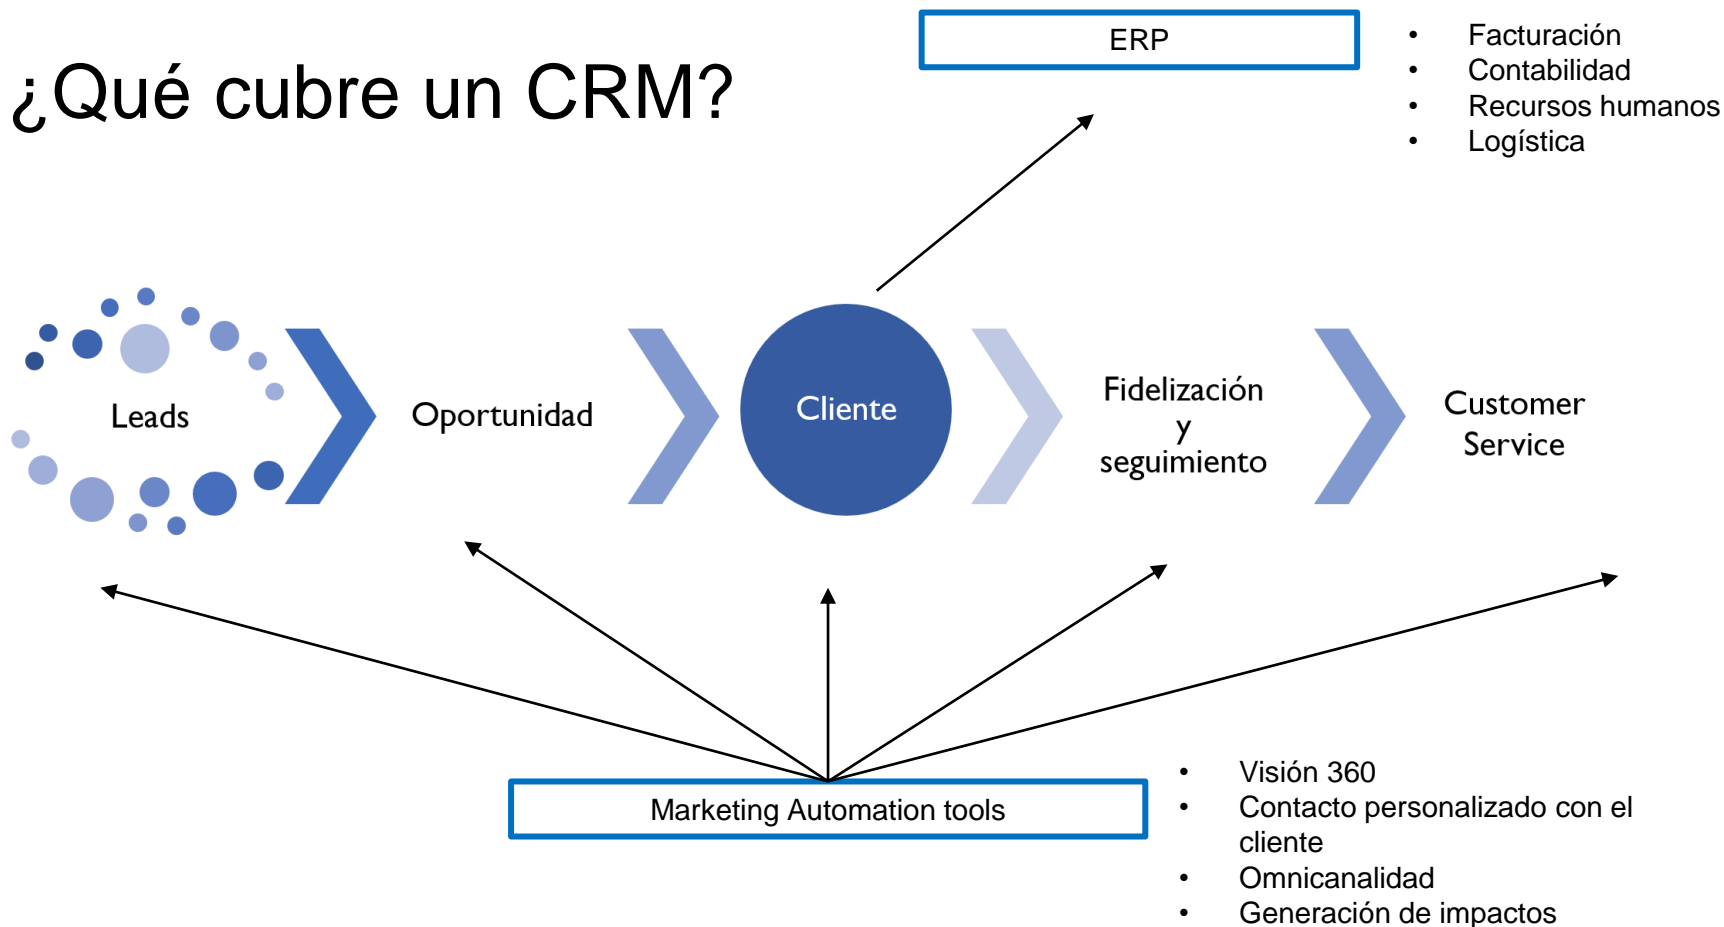 ¿Qué cubre un CRM?
ERP
• Facturación
• Contabilidad
• Recursos humanos
• Logística
Leads
Oportunidad
Cliente
Fidelización
y
seguimiento
Customer
Service
Marketing Automation tools
• Visión 360
• Contacto personalizado con el
cliente
• Omnicanalidad
• Generación de impactos